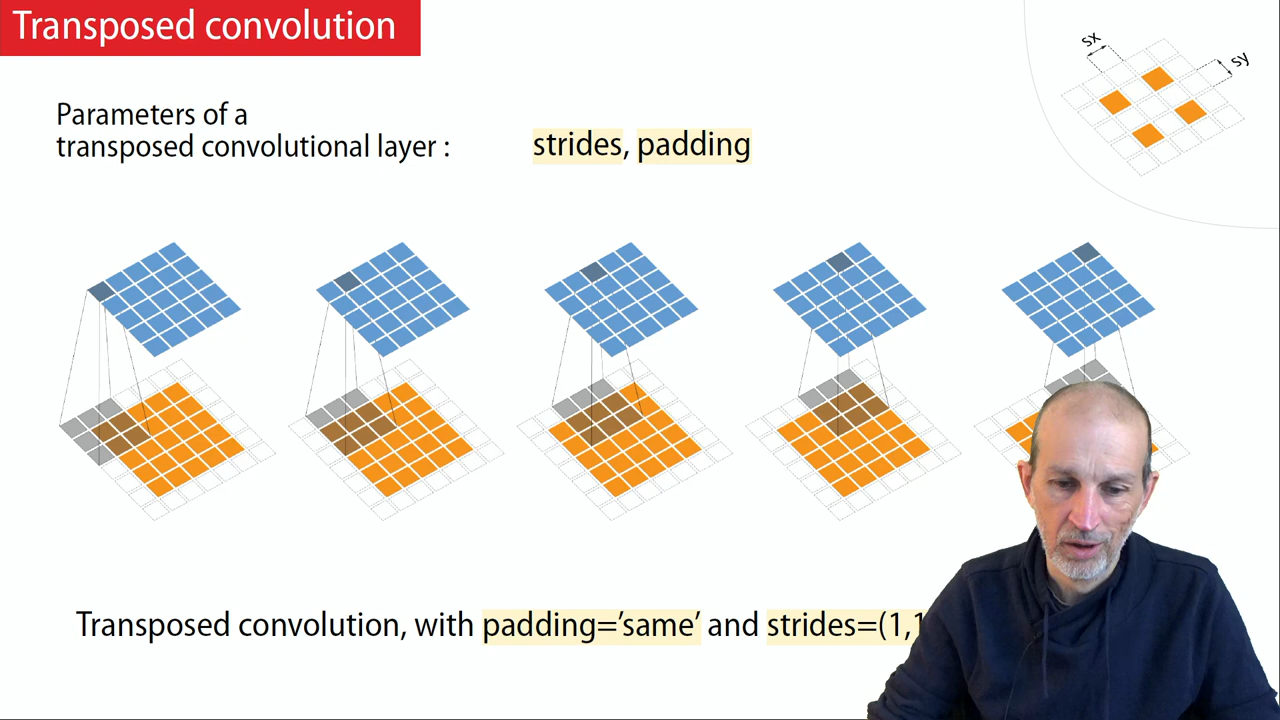 Transposed convolution
sx
sy
Parameters of a
transposed convolutional layer :
strides, padding
Transposed convolution, with padding='same' and strides=(1,1